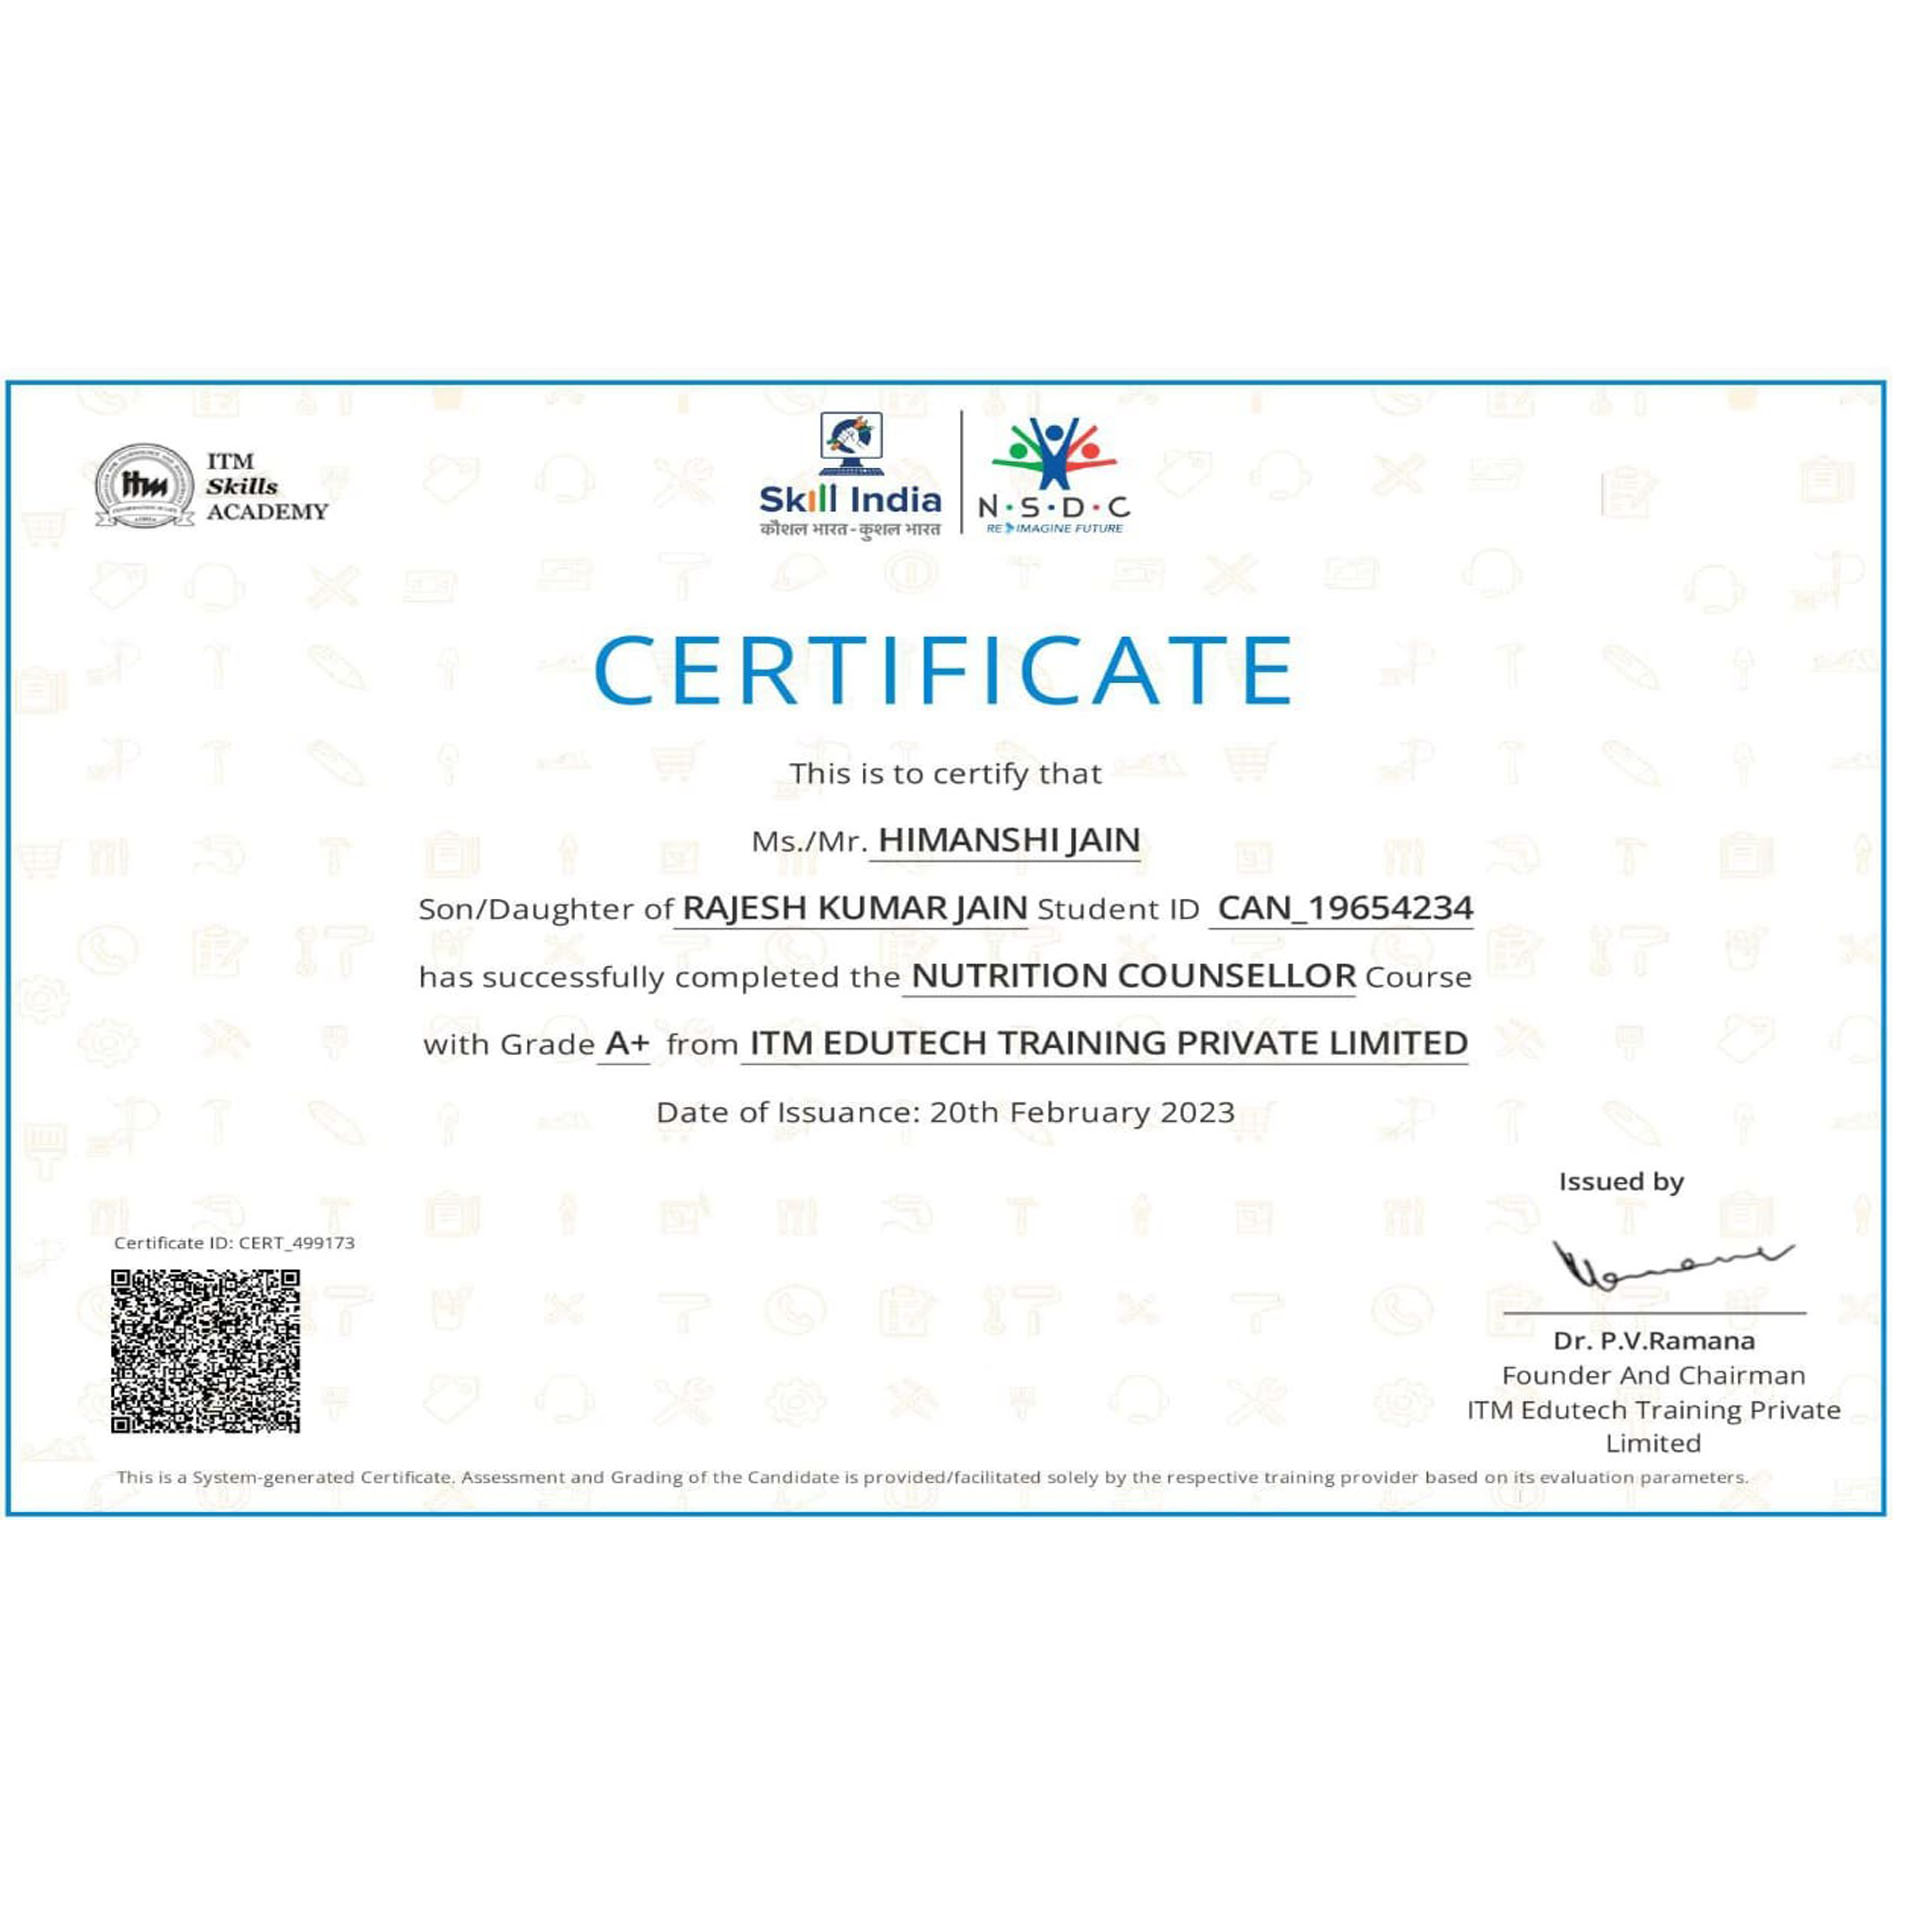 ITM
Skills
ACADEMY
itm
Skill India
कौशल भारत - कुशल भारत
N·S·D·C
RE IMAGINE FUTURE
CERTIFICATE
This is to certify that
Ms./Mr. HIMANSHI JAIN
Son/Daughter of RAJESH KUMAR JAIN Student ID CAN_19654234
has successfully completed the NUTRITION COUNSELLOR Course
with Grade A+ from ITM EDUTECH TRAINING PRIVATE LIMITED
Date of Issuance: 20th February 2023
Issued by
Certificate ID: CERT_499173
Dr. P.V.Ramana
Founder And Chairman
ITM Edutech Training Private
Limited
This is a System-generated Certificate. Assessment and Grading of the Candidate is provided/facilitated solely by the respective training provider based on its evaluation parameters.